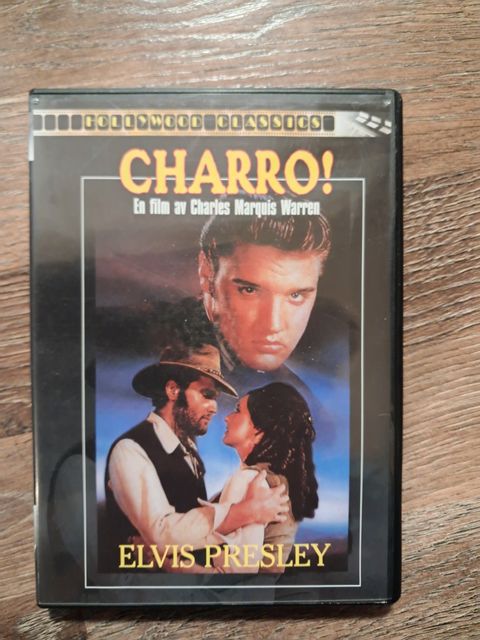 HOLLYWOOD CLASSICS
CHARRO!
En film av Charles Marquis Warren
ELVIS PRESLEY